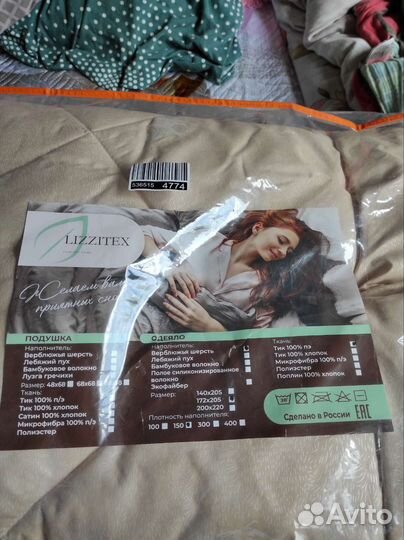 536515 4774
LIZZITEX
Желаем вам
приятных снов
ПОДУШКА
Наполнитель:
Верблюжья шерсть
Лебяжий пух
Бамбуковое волокно
Лузга гречихи
Размер: 48х68 68х68
Ткань:
Тик 100% п/э
Тик 100% хлопок
Сатин 100% хлопок
Микрофибра 100% п/э
Полиэстер
ОДЕЯЛО
Наполнитель:
Верблюжья шерсть
Лебяжий пух
Бамбуковое волокно
Полое силиконизированное
волокно
Экофайбер
Размер:
140х205
172х205
200х220
Плотность наполнителя:
100 150 300 400
Ткань:
Тик 100% пэ
Тик 100% хлопок
Микрофибра 100% п/э
Полиэстер
Поплин 100% хлопок
Сделано в России EAC
Avito